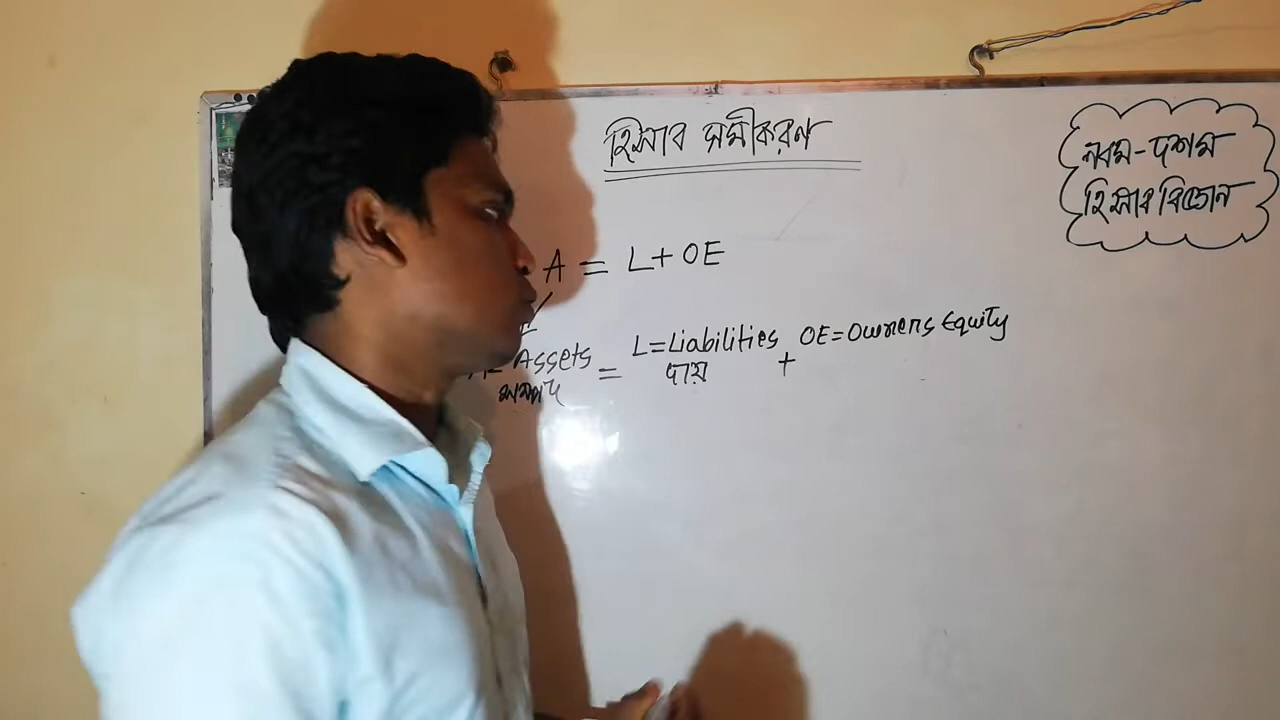 হিসাব সমীকরণ
নবম-দশম
হিসাব বিজ্ঞান
A = L+OE
A= Assets = L=Liabilities + OE=Owners Equity
সম্পদ দায়